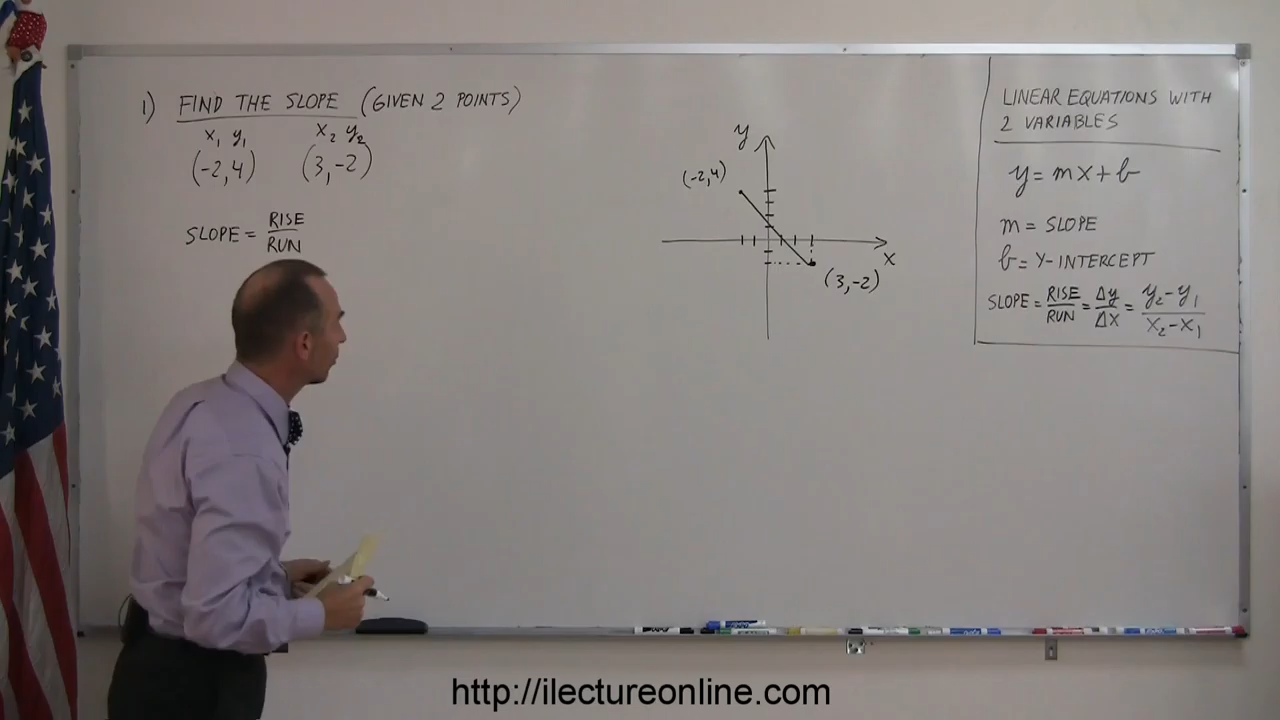 1) FIND THE SLOPE (GIVEN 2 POINTS)
x₁ y₁ x₂ y₂
(-2,4) (3,-2)
SLOPE = RISE/RUN
y
(-2,4)
x
(3,-2)
LINEAR EQUATIONS WITH
2 VARIABLES
y = mx + b
m = SLOPE
b = Y-INTERCEPT
SLOPE = RISE/RUN = Δy/Δx = y₂-y₁/x₂-x₁
http://ilectureonline.com